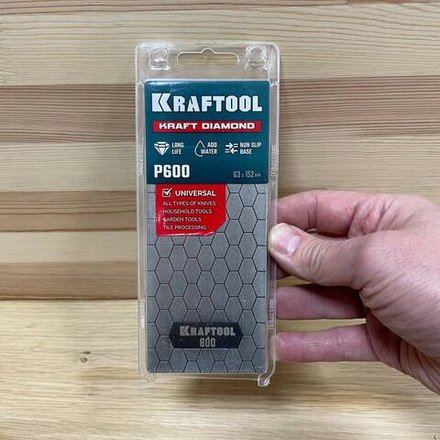 KRAFTOOL
KRAFT DIAMOND
LONG LIFE
ADD WATER
NON SLIP BASE
P600
63 x 152 мм
UNIVERSAL
ALL TYPES OF KNIVES
HOUSEHOLD TOOLS
GARDEN TOOLS
TILE PROCESSING
KRAFTOOL
600